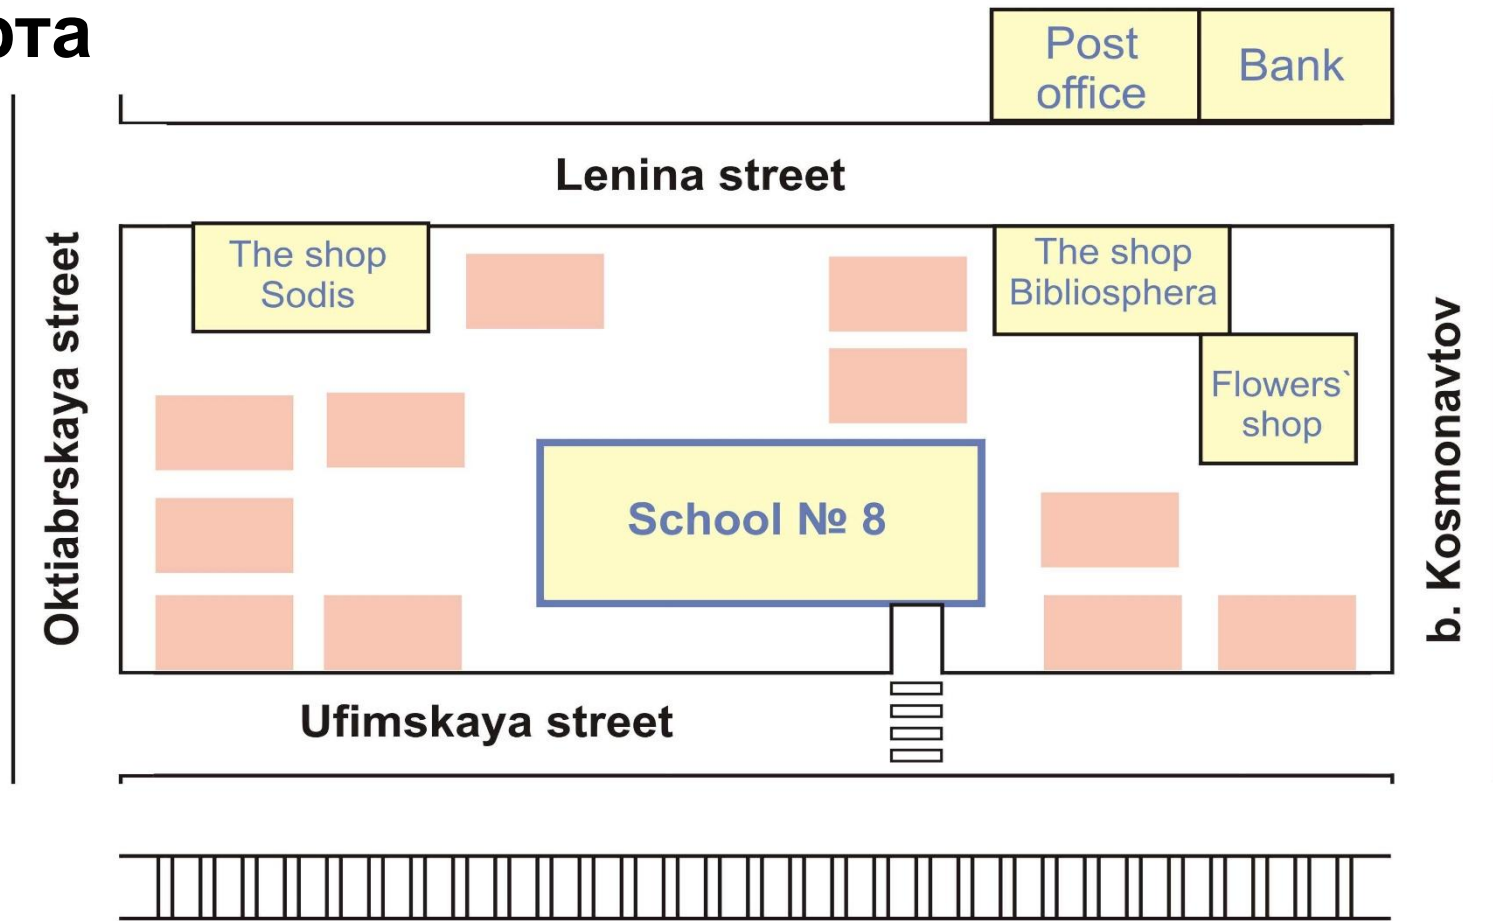 рта
Post
office
Bank
Lenina street
The shop
Sodis
The shop
Bibliosphera
Flowers`
shop
Oktiabrskaya street
b. Kosmonavtov
School № 8
Ufimskaya street